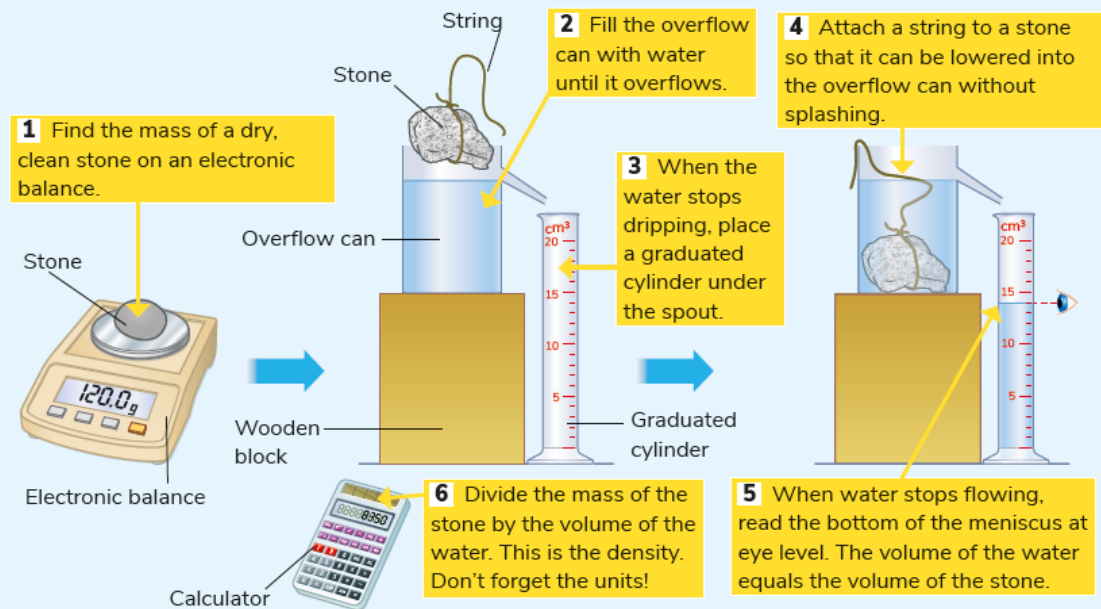 String
2 Fill the overflow
can with water
until it overflows.
4 Attach a string to a stone
so that it can be lowered into
the overflow can without
splashing.
Stone
1 Find the mass of a dry,
clean stone on an electronic
balance.
3 When the
water stops
dripping, place
a graduated
cylinder under
the spout.
Overflow can
Stone
cm³
20
15
10
5
cm³
20
15
10
5
120.0g
Wooden
block
Graduated
cylinder
Electronic balance
6 Divide the mass of the
stone by the volume of the
water. This is the density.
Don't forget the units!
5 When water stops flowing,
read the bottom of the meniscus at
eye level. The volume of the water
equals the volume of the stone.
Calculator